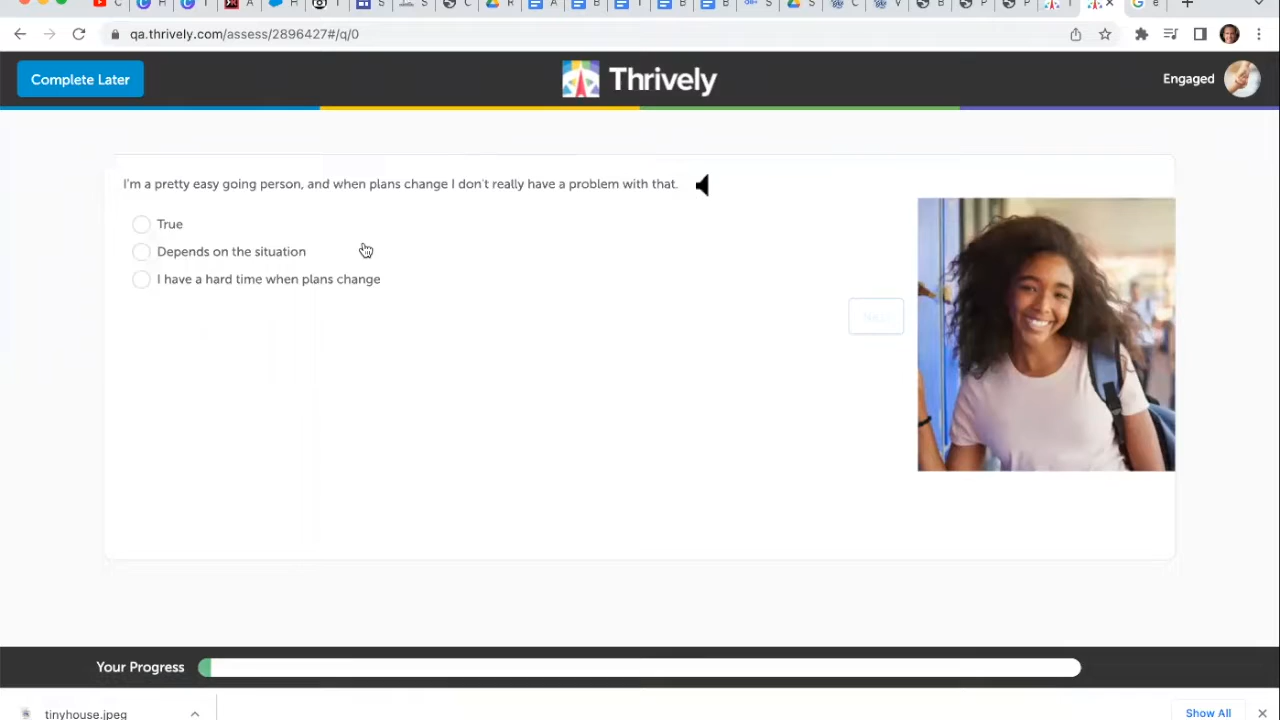 qa.thrively.com/assess/2896427#/q/0
Complete Later
Thrively
Engaged
I'm a pretty easy going person, and when plans change I don't really have a problem with that.
True
Depends on the situation
I have a hard time when plans change
Next
Your Progress
tinyhouse.jpeg
Show All